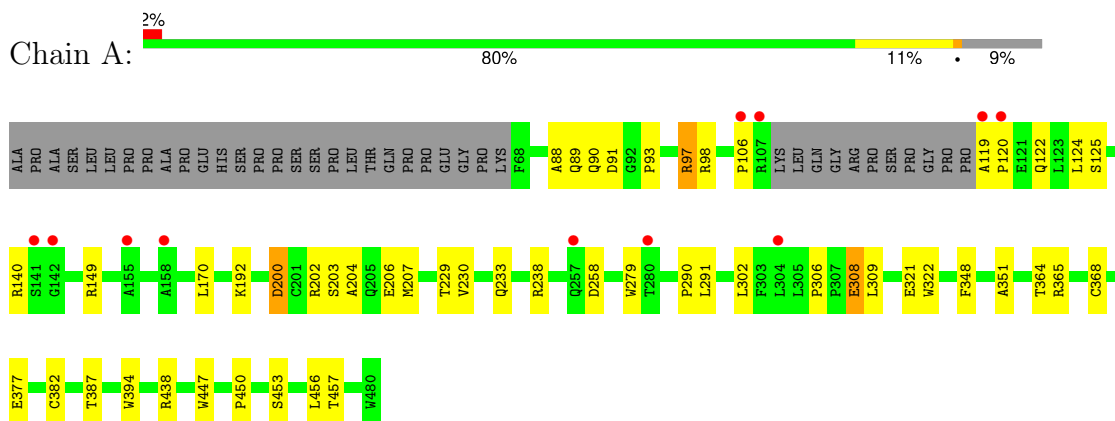 2%
Chain A:
80% 11% • 9%
ALA PRO ALA SER LEU LEU PRO PRO ALA GLU HIS SER PRO PRO SER SER PRO LEU THR GLN PRO PRO GLU GLY PRO LYS F68 A88 Q89 Q90 D91 G92 P93 R97 R98 P106 R107 LYS LEU GLN GLY ARG PRO SER PRO GLY PRO PRO A119 P120 E121 Q122 L123 L124 S125
R140 S141 G142 R149 A155 A158 L170 K192 D200 C201 R202 S203 A204 Q205 E206 M207 T229 V230 Q233 R238 Q257 D258 W279 T280 P290 L291 L302 F303 L304 L305 P306 P307 E308 L309 E321 W322 F348 A351 T364 R365 C368
E377 C382 T387 W394 R438 W447 P450 S453 L456 T457 W480